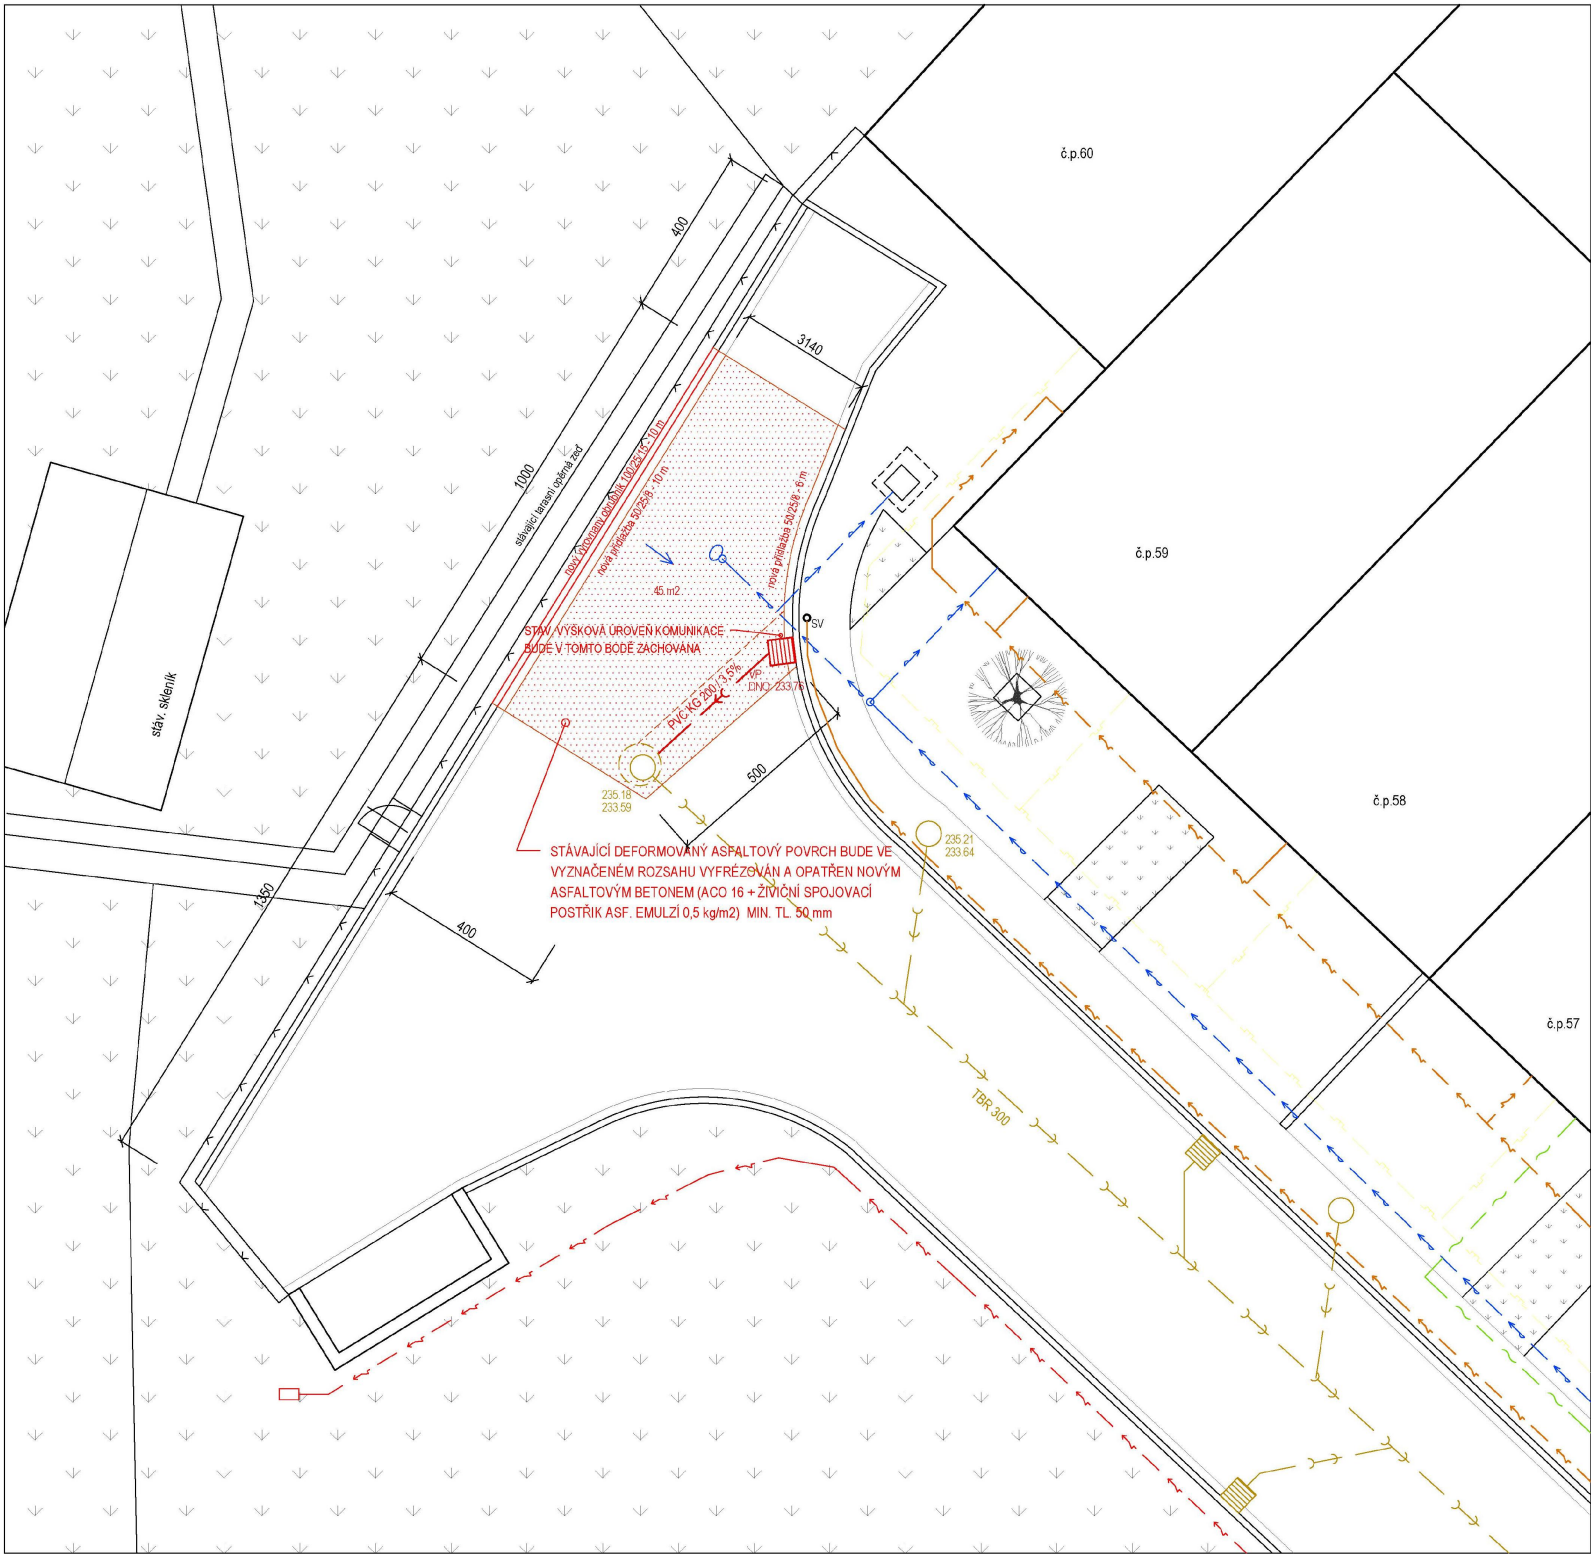 č.p.60
400
3140
1000
stávající tarasní opěrná zeď
nový vyrovnaný obrubník 100/25/15 - 10 m
nová přídlažba 50/25/8 - 10 m
nová přídlažba 50/25/8 - 6 m
č.p.59
45 m2
SV
STAV. VÝŠKOVÁ ÚROVEŇ KOMUNIKACE
BUDE V TOMTO BODĚ ZACHOVÁNA
VP
DNO: 233,76
PVC KG 200 / 3,5%
stáv. skleník
500
235.18
233.59
č.p.58
235.21
233.64
STÁVAJÍCÍ DEFORMOVANÝ ASFALTOVÝ POVRCH BUDE VE
VYZNAČENÉM ROZSAHU VYFRÉZOVÁN A OPATŘEN NOVÝM
ASFALTOVÝM BETONEM (ACO 16 + ŽIVIČNÍ SPOJOVACÍ
POSTŘIK ASF. EMULZÍ 0,5 kg/m2) MIN. TL. 50 mm
1350
400
č.p.57
TBR 300